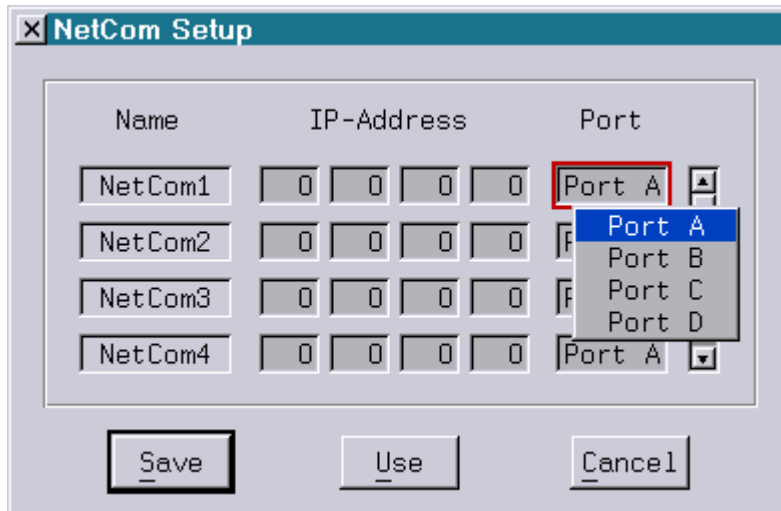 NetCom Setup
Name IP-Address Port
NetCom1 0 0 0 0 Port A
Port A
NetCom2 0 0 0 0
Port B
NetCom3 0 0 0 0
Port C
Port D
NetCom4 0 0 0 0 Port A
Save Use Cancel